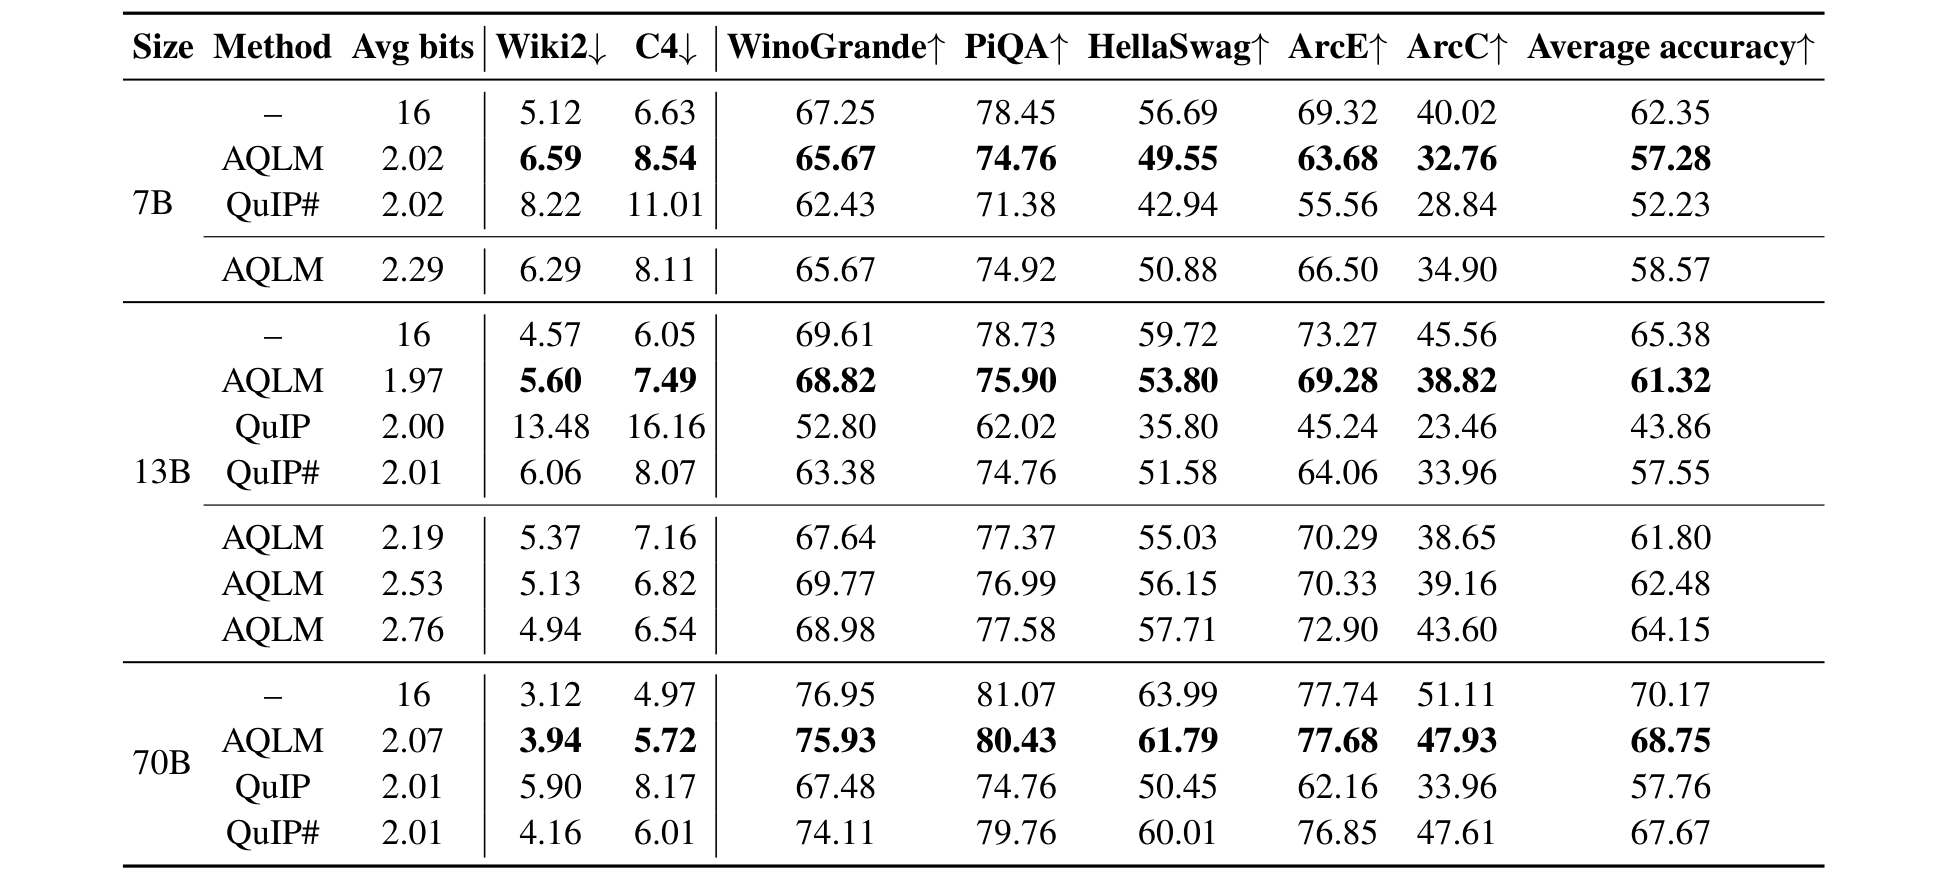 Size Method Avg bits Wiki2↓ C4↓ WinoGrande↑ PiQA↑ HellaSwag↑ ArcE↑ ArcC↑ Average accuracy↑
– 16 5.12 6.63 67.25 78.45 56.69 69.32 40.02 62.35
AQLM 2.02 6.59 8.54 65.67 74.76 49.55 63.68 32.76 57.28
7B QuIP# 2.02 8.22 11.01 62.43 71.38 42.94 55.56 28.84 52.23
AQLM 2.29 6.29 8.11 65.67 74.92 50.88 66.50 34.90 58.57
– 16 4.57 6.05 69.61 78.73 59.72 73.27 45.56 65.38
AQLM 1.97 5.60 7.49 68.82 75.90 53.80 69.28 38.82 61.32
QuIP 2.00 13.48 16.16 52.80 62.02 35.80 45.24 23.46 43.86
13B QuIP# 2.01 6.06 8.07 63.38 74.76 51.58 64.06 33.96 57.55
AQLM 2.19 5.37 7.16 67.64 77.37 55.03 70.29 38.65 61.80
AQLM 2.53 5.13 6.82 69.77 76.99 56.15 70.33 39.16 62.48
AQLM 2.76 4.94 6.54 68.98 77.58 57.71 72.90 43.60 64.15
– 16 3.12 4.97 76.95 81.07 63.99 77.74 51.11 70.17
AQLM 2.07 3.94 5.72 75.93 80.43 61.79 77.68 47.93 68.75
70B QuIP 2.01 5.90 8.17 67.48 74.76 50.45 62.16 33.96 57.76
QuIP# 2.01 4.16 6.01 74.11 79.76 60.01 76.85 47.61 67.67